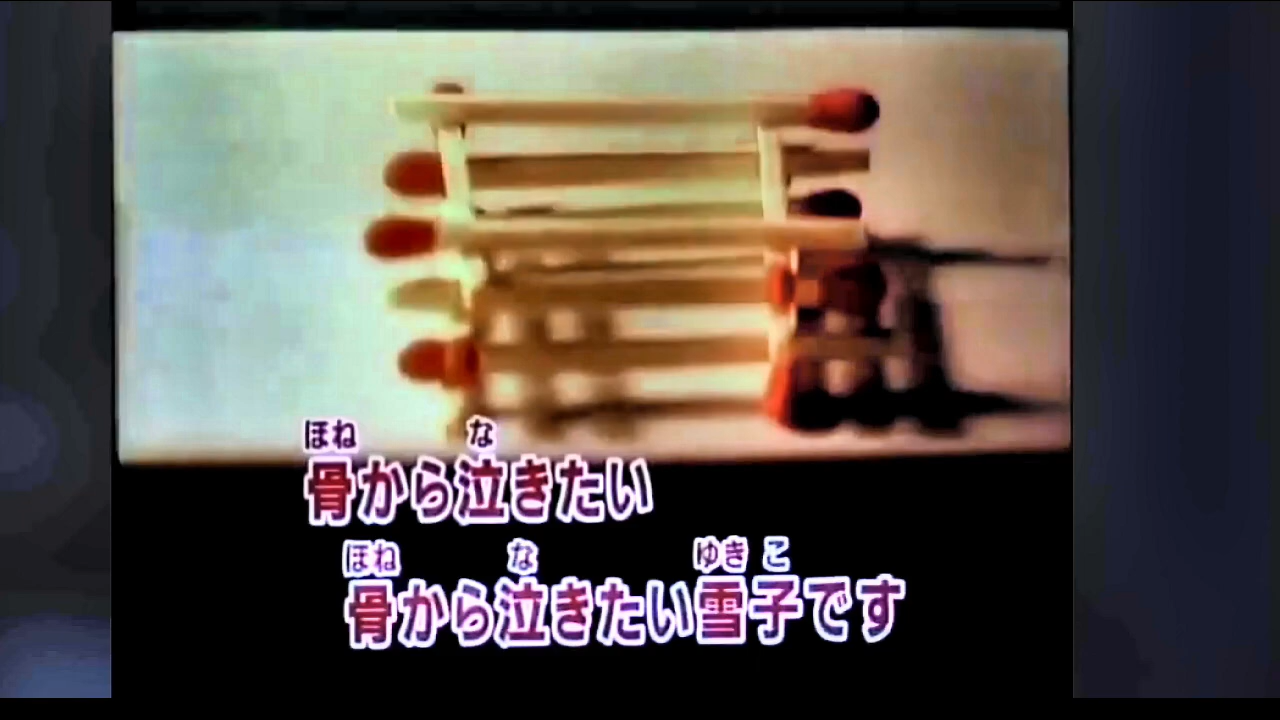 ほね な
骨から泣きたい
ほね な ゆき こ
骨から泣きたい雪子です